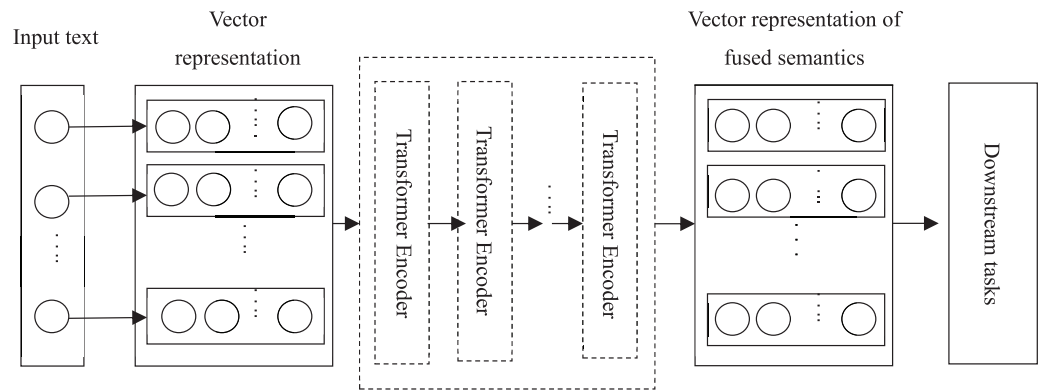 Input text
Vector
representation
Transformer Encoder
Transformer Encoder
Transformer Encoder
Vector representation of
fused semantics
Downstream tasks